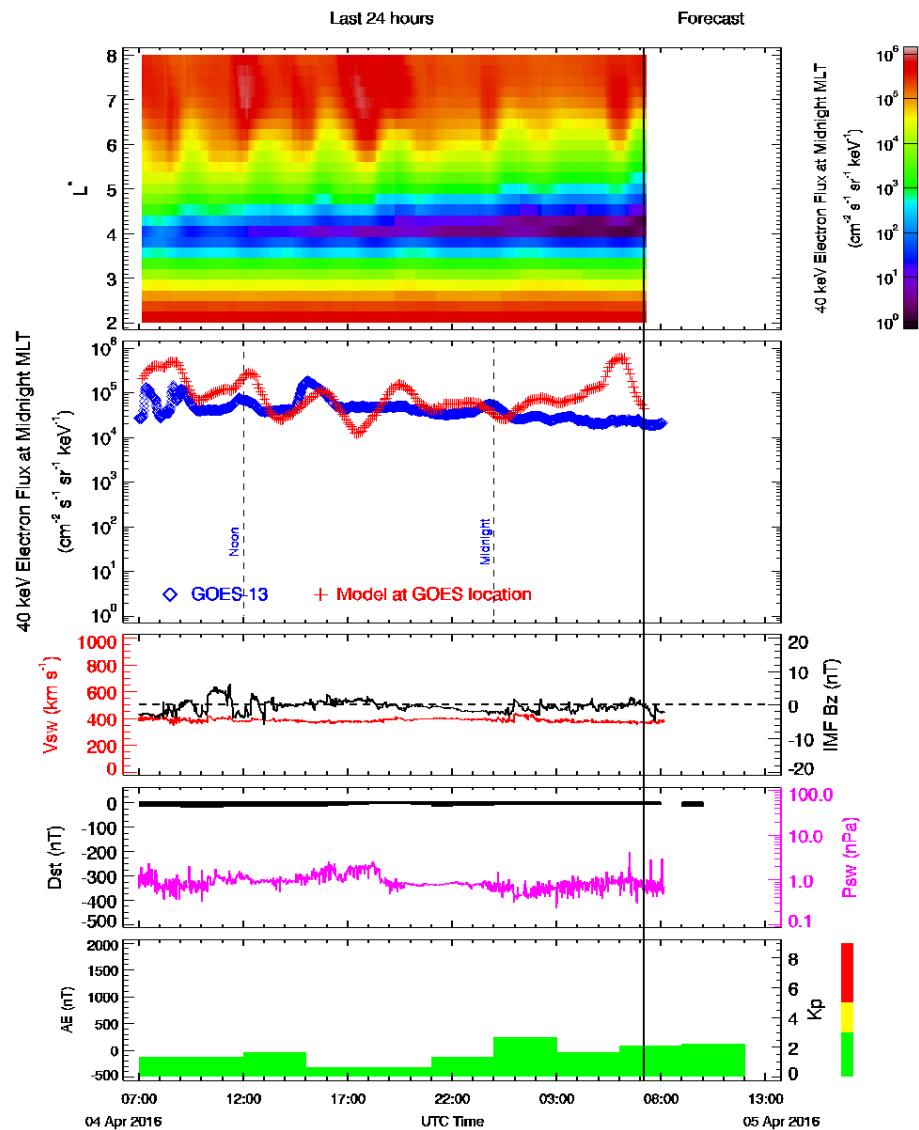 Last 24 hours
Forecast
8
7
6
5
4
3
2
L*
40 keV Electron Flux at Midnight MLT
(cm⁻² s⁻¹ sr⁻¹ keV⁻¹)
10⁶
10⁵
10⁴
10³
10²
10¹
10⁰
40 keV Electron Flux at Midnight MLT
(cm⁻² s⁻¹ sr⁻¹ keV⁻¹)
10⁶
10⁵
10⁴
10³
10²
10¹
10⁰
Noon
Midnight
GOES-13
Model at GOES location
Vsw (km s⁻¹)
1000
800
600
400
200
0
20
10
0
-10
-20
IMF Bz (nT)
Dst (nT)
0
-100
-200
-300
-400
-500
100.0
10.0
1.0
0.1
Psw (nPa)
AE (nT)
2000
1500
1000
500
0
-500
8
6
4
2
0
Kp
07:00 12:00 17:00 22:00 03:00 08:00 13:00
04 Apr 2016 UTC Time 05 Apr 2016